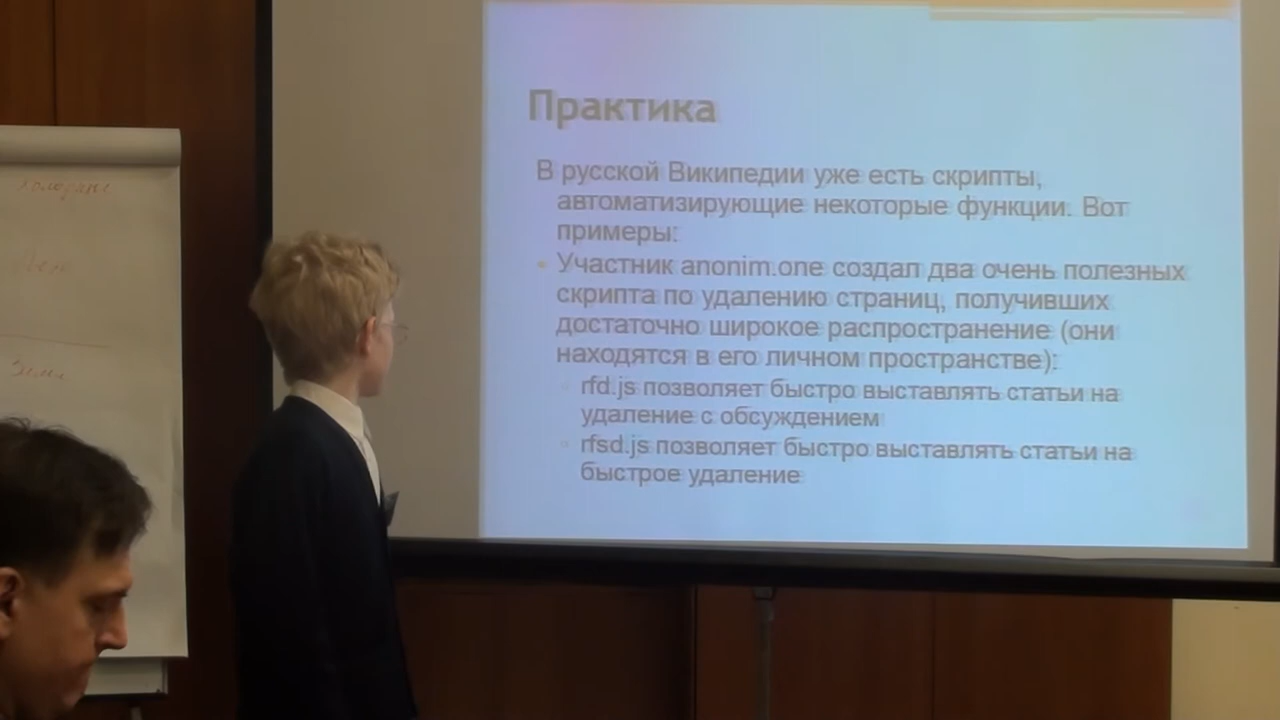 Практика
В русской Википедии уже есть скрипты,
автоматизирующие некоторые функции. Вот
примеры:
Участник anonim.one создал два очень полезных
скрипта по удалению страниц, получивших
достаточно широкое распространение (они
находятся в его личном пространстве):
rfd.js позволяет быстро выставлять статьи на
удаление с обсуждением
rfsd.js позволяет быстро выставлять статьи на
быстрое удаление